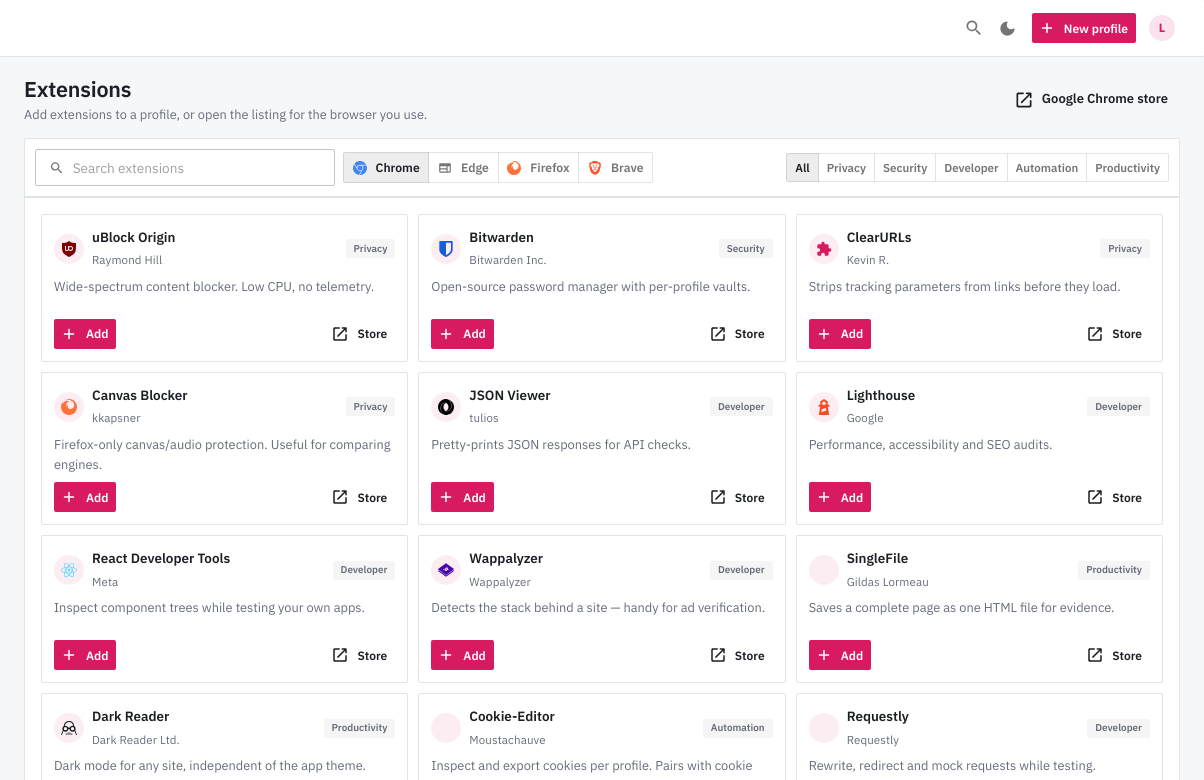 New profile
L
Extensions
Google Chrome store
Add extensions to a profile, or open the listing for the browser you use.
Search extensions
Chrome
Edge
Firefox
Brave
All
Privacy
Security
Developer
Automation
Productivity
uBlock Origin
Raymond Hill
Privacy
Wide-spectrum content blocker. Low CPU, no telemetry.
Add
Store
Bitwarden
Bitwarden Inc.
Security
Open-source password manager with per-profile vaults.
Add
Store
ClearURLs
Kevin R.
Privacy
Strips tracking parameters from links before they load.
Add
Store
Canvas Blocker
kkapsner
Privacy
Firefox-only canvas/audio protection. Useful for comparing
engines.
Add
Store
JSON Viewer
tulios
Developer
Pretty-prints JSON responses for API checks.
Add
Store
Lighthouse
Google
Developer
Performance, accessibility and SEO audits.
Add
Store
React Developer Tools
Meta
Developer
Inspect component trees while testing your own apps.
Add
Store
Wappalyzer
Wappalyzer
Developer
Detects the stack behind a site — handy for ad verification.
Add
Store
SingleFile
Gildas Lormeau
Productivity
Saves a complete page as one HTML file for evidence.
Add
Store
Dark Reader
Dark Reader Ltd.
Productivity
Dark mode for any site, independent of the app theme.
Cookie-Editor
Moustachauve
Automation
Inspect and export cookies per profile. Pairs with cookie
Requestly
Requestly
Developer
Rewrite, redirect and mock requests while testing.